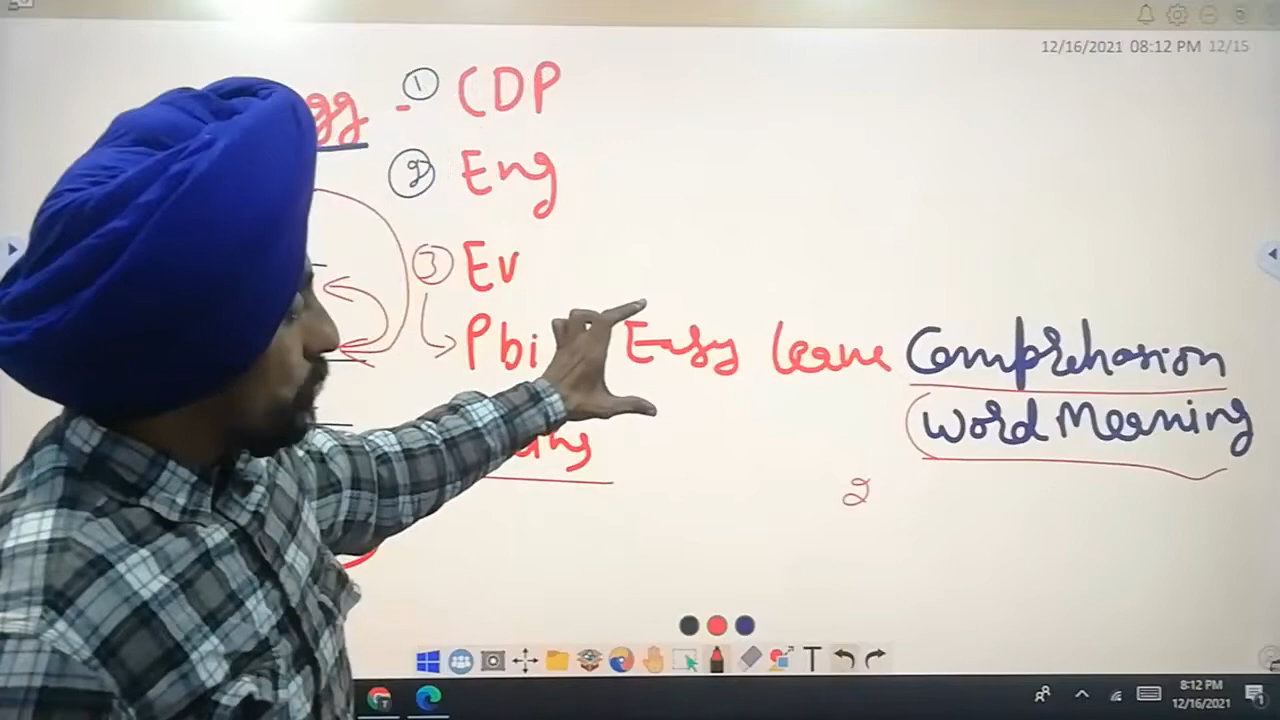 12/16/2021 08:12 PM 12/15
① CDP
② Eng
③ Ev
Pbi Easy Comprehension
Word Meaning
2
T
8:12 PM
12/16/2021